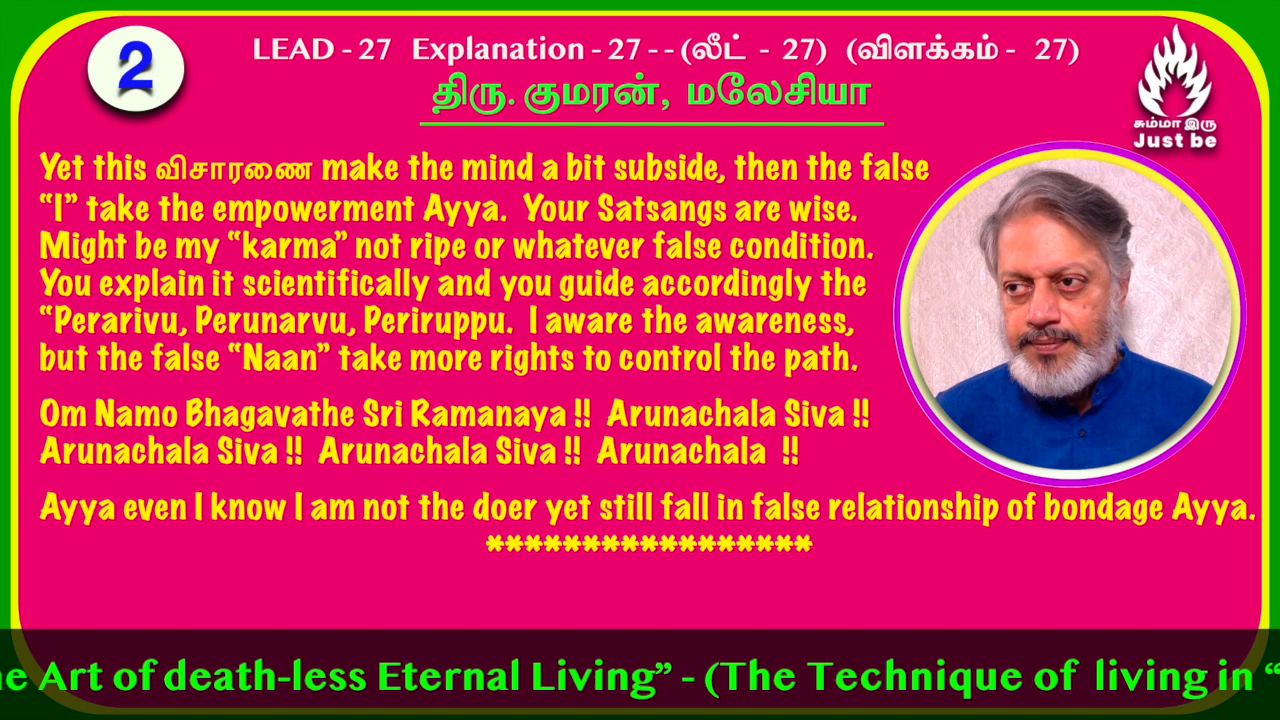 2
LEAD - 27 Explanation - 27 - - (லீட் - 27) (விளக்கம் - 27)
திரு. குமரன், மலேசியா
சும்மா இரு
Just be
Yet this விசாரணை make the mind a bit subside, then the false
“I” take the empowerment Ayya. Your Satsangs are wise.
Might be my “karma” not ripe or whatever false condition.
You explain it scientifically and you guide accordingly the
“Perarivu, Perunarvu, Periruppu. I aware the awareness,
but the false “Naan” take more rights to control the path.
Om Namo Bhagavathe Sri Ramanaya !! Arunachala Siva !!
Arunachala Siva !! Arunachala Siva !! Arunachala !!
Ayya even I know I am not the doer yet still fall in false relationship of bondage Ayya.
*****************
e Art of death-less Eternal Living” - (The Technique of living in “